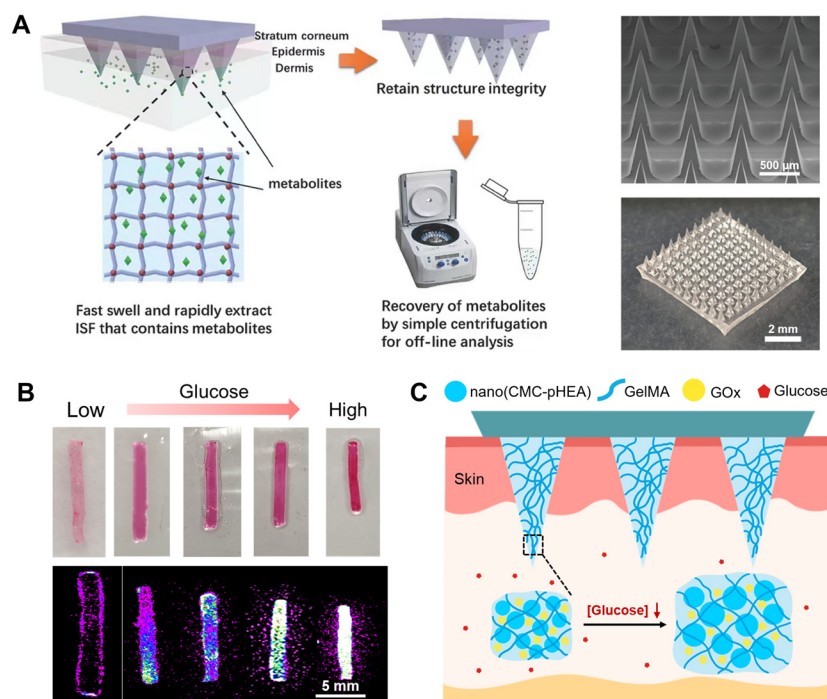 A
Stratum corneum
Epidermis
Dermis
metabolites
Fast swell and rapidly extract
ISF that contains metabolites
Retain structure integrity
Recovery of metabolites
by simple centrifugation
for off-line analysis
500 µm
2 mm
B
Glucose
Low
High
5 mm
C
nano(CMC-pHEA)
GelMA
GOx
Glucose
Skin
[Glucose]